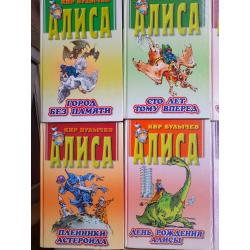 КИР БУЛЫЧЕВ
АЛИСА
ГОРОД
БЕЗ ПАМЯТИ
КИР БУЛЫЧЕВ
АЛИСА
СТО ЛЕТ
ТОМУ ВПЕРЕД
КИР БУЛЫЧЕВ
АЛИСА
ПЛЕННИКИ
АСТЕРОИДА
КИР БУЛЫЧЕВ
АЛИСА
ДЕНЬ РОЖДЕНИЯ
АЛИСЫ